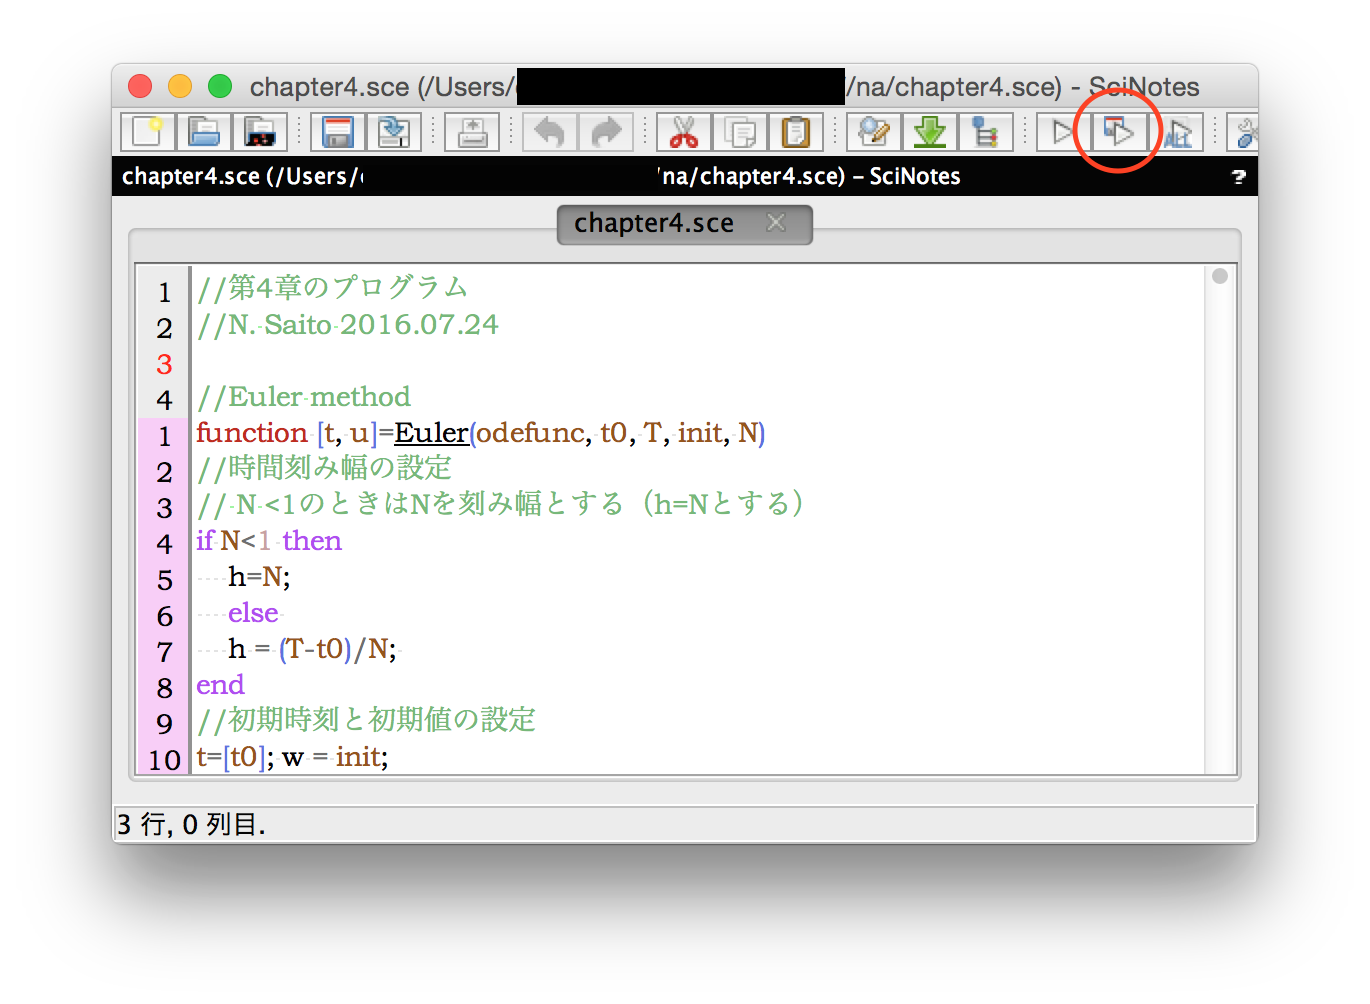 chapter4.sce (/Users/ /na/chapter4.sce) - SciNotes
chapter4.sce (/Users/ /na/chapter4.sce) – SciNotes ?
chapter4.sce
1 //第4章のプログラム
2 //N. Saito 2016.07.24
3
4 //Euler method
1 function [t, u]=Euler(odefunc, t0, T, init, N)
2 //時間刻み幅の設定
3 // N <1のときはNを刻み幅とする（h=Nとする）
4 if N<1 then
5 h=N;
6 else
7 h = (T-t0)/N;
8 end
9 //初期時刻と初期値の設定
10 t=[t0]; w = init;
3 行, 0 列目.